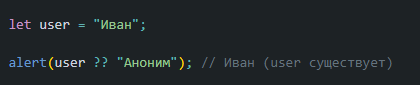 let user = "Иван";
alert(user ?? "Аноним"); // Иван (user существует)